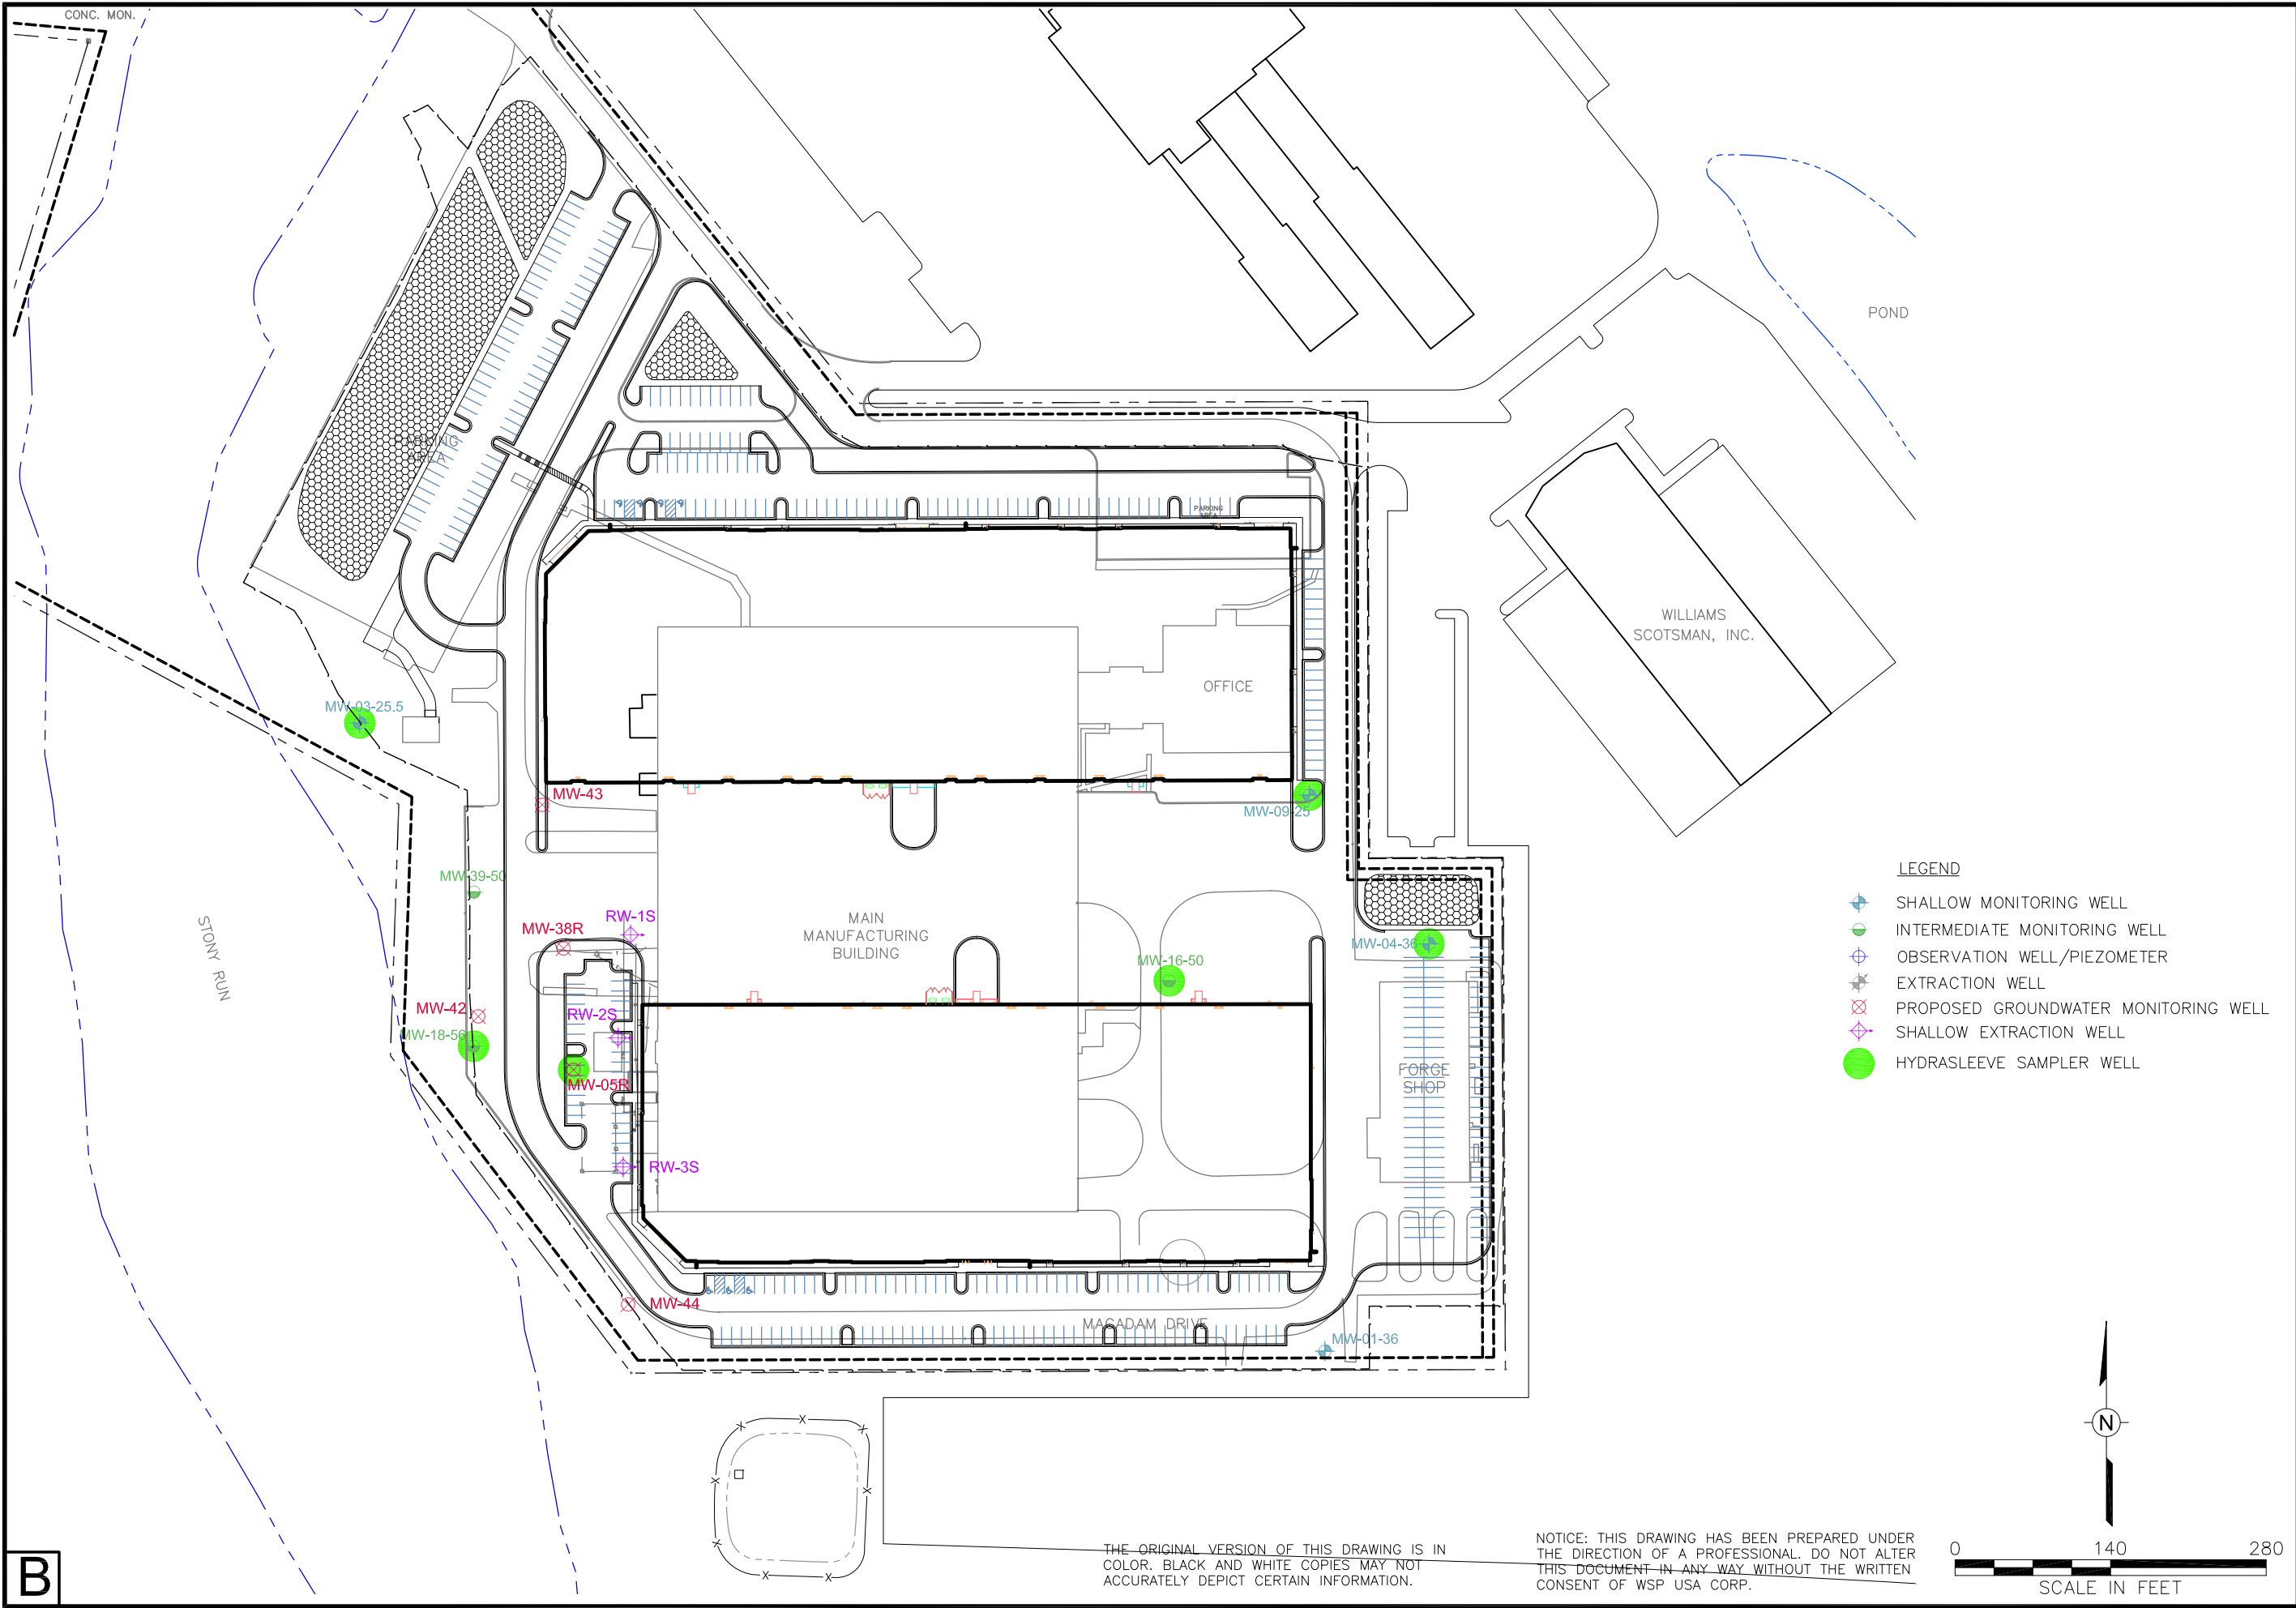 CONC. MON.
POND
PARKING
AREA
PARKING
AREA
WILLIAMS
SCOTSMAN, INC.
OFFICE
MW-03-25.5
MW-43
MW-09-25
MW-39-50
RW-1S
MW-38R
MAIN
MANUFACTURING
BUILDING
MW-04-36
MW-16-50
STONY RUN
MW-42
RW-2S
MW-18-56
MW-05R
FORGE
SHOP
RW-3S
MW-44
MACADAM DRIVE
MW-01-36
LEGEND
SHALLOW MONITORING WELL
INTERMEDIATE MONITORING WELL
OBSERVATION WELL/PIEZOMETER
EXTRACTION WELL
PROPOSED GROUNDWATER MONITORING WELL
SHALLOW EXTRACTION WELL
HYDRASLEEVE SAMPLER WELL
N
THE ORIGINAL VERSION OF THIS DRAWING IS IN
COLOR. BLACK AND WHITE COPIES MAY NOT
ACCURATELY DEPICT CERTAIN INFORMATION.
NOTICE: THIS DRAWING HAS BEEN PREPARED UNDER
THE DIRECTION OF A PROFESSIONAL. DO NOT ALTER
THIS DOCUMENT IN ANY WAY WITHOUT THE WRITTEN
CONSENT OF WSP USA CORP.
0 140 280
SCALE IN FEET
B